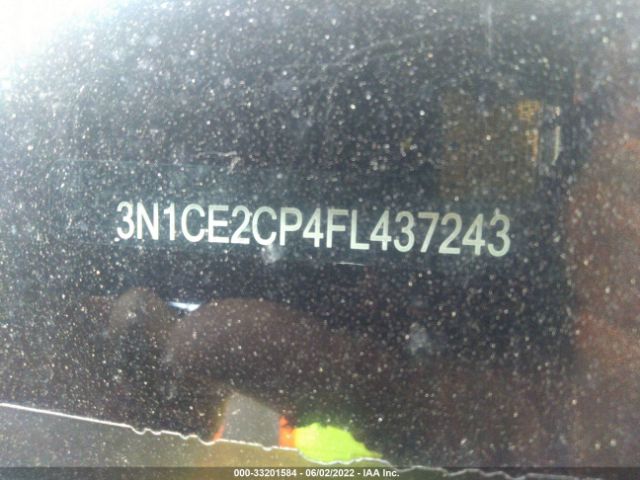 3N1CE2CP4FL437243
000-33201584 - 06/02/2022 - IAA Inc.